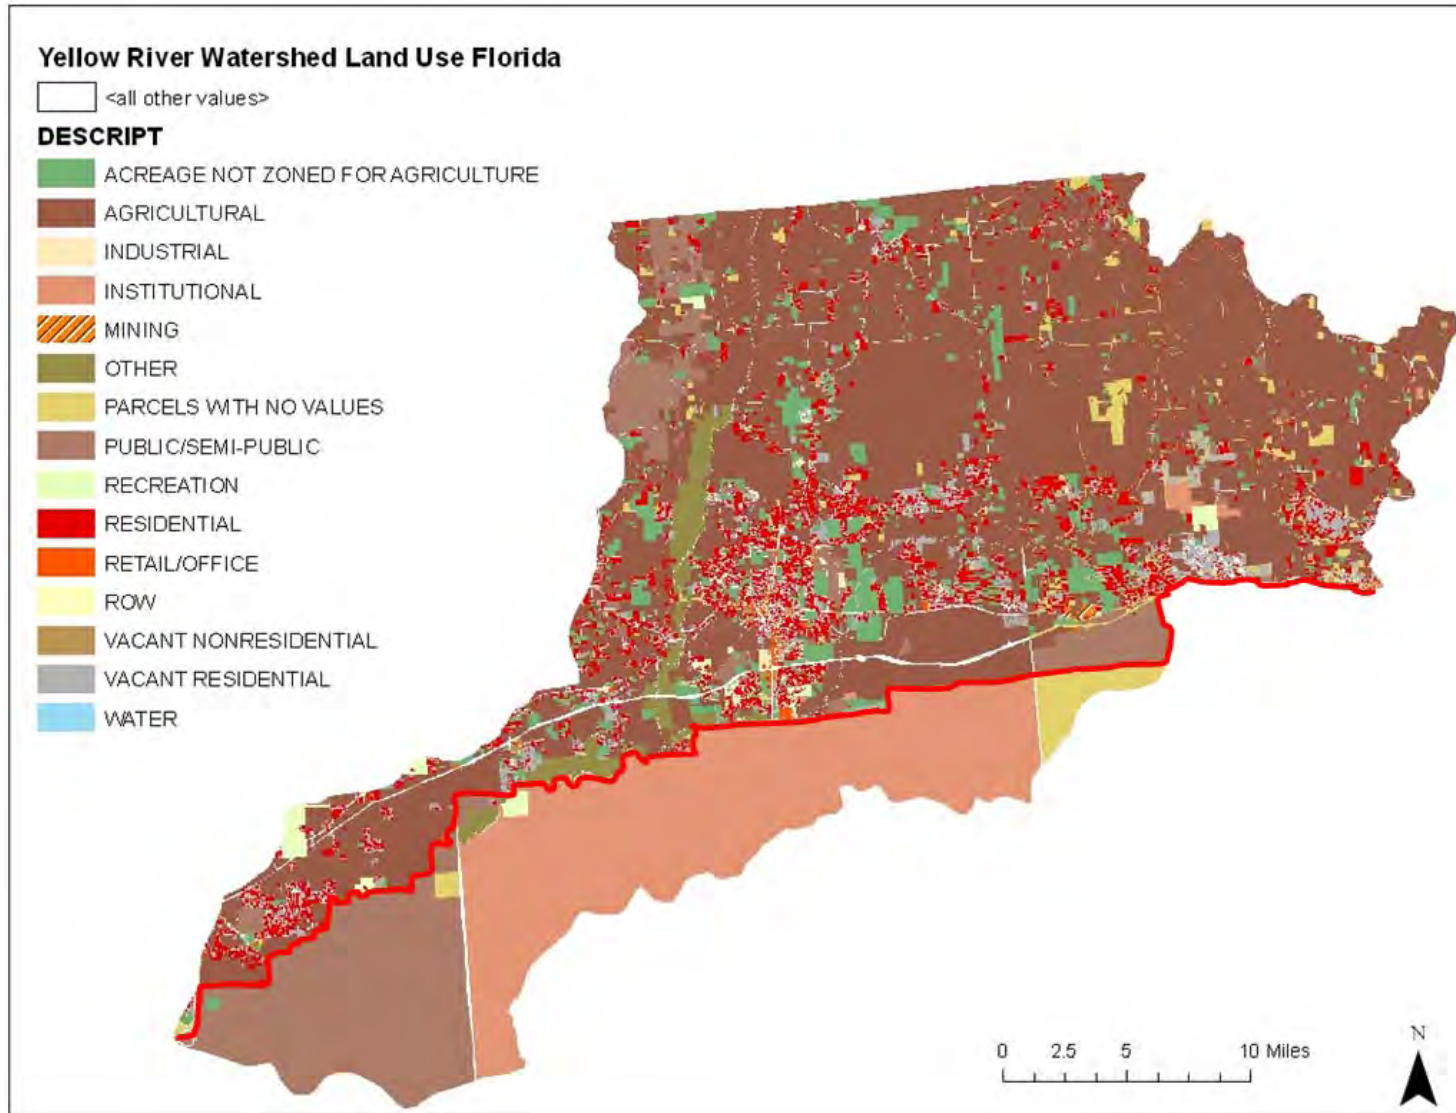 Yellow River Watershed Land Use Florida
<all other values>
DESCRIPT
ACREAGE NOT ZONED FOR AGRICULTURE
AGRICULTURAL
INDUSTRIAL
INSTITUTIONAL
MINING
OTHER
PARCELS WITH NO VALUES
PUBLIC/SEMI-PUBLIC
RECREATION
RESIDENTIAL
RETAIL/OFFICE
ROW
VACANT NONRESIDENTIAL
VACANT RESIDENTIAL
WATER
N
0 2.5 5 10 Miles